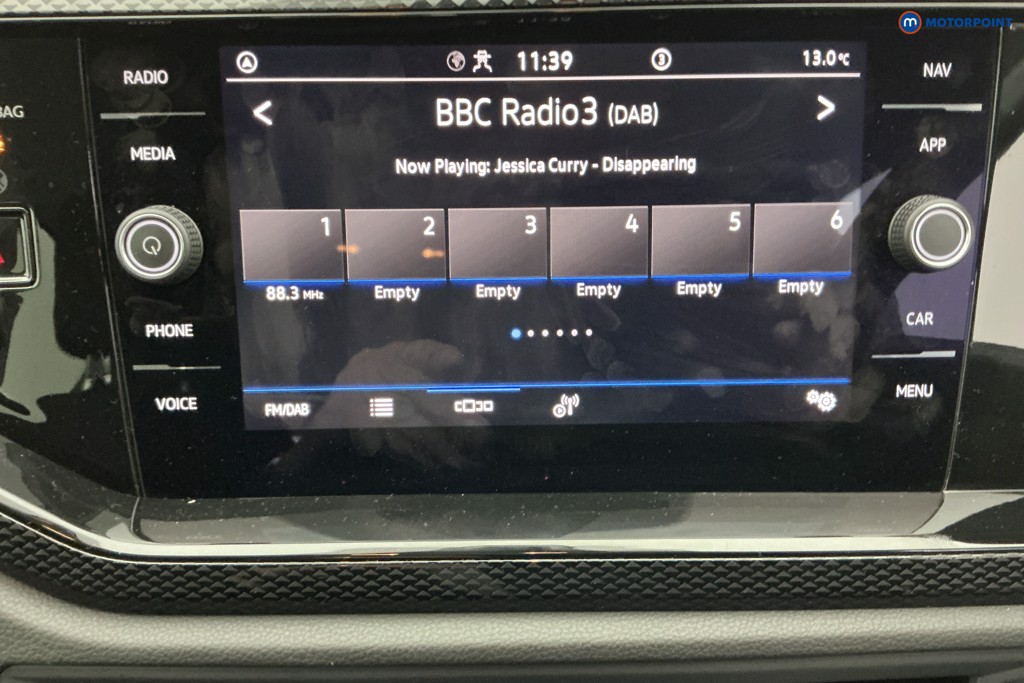 m MOTORPOINT
RADIO
MEDIA
PHONE
VOICE
BAG
3
11:39
13.0°C
< BBC Radio3 (DAB) >
Now Playing: Jessica Curry - Disappearing
1 2 3 4 5 6
88.3 MHz Empty Empty Empty Empty Empty
FM/DAB
NAV
APP
CAR
MENU